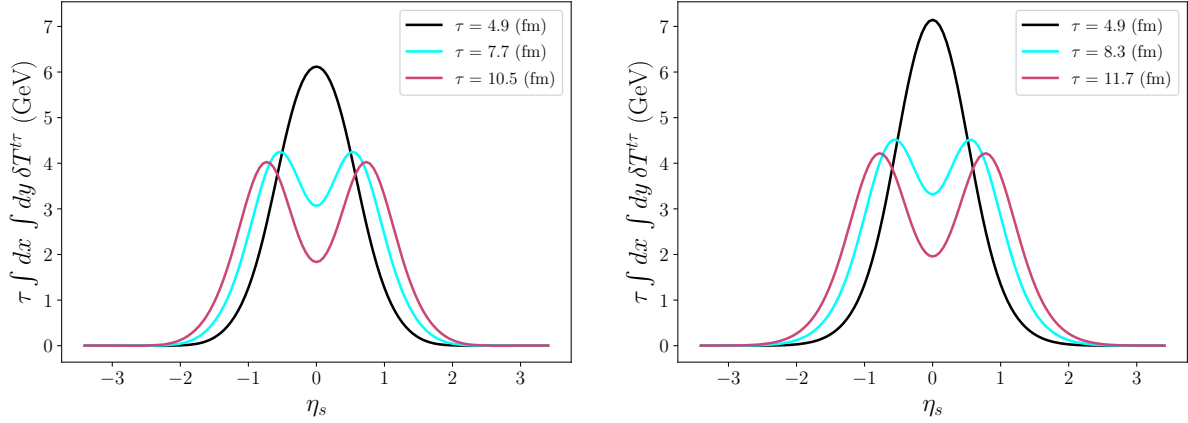 τ ∫ dx ∫ dy δT^{tτ} (GeV)
7
6
5
4
3
2
1
0
τ = 4.9 (fm)
τ = 7.7 (fm)
τ = 10.5 (fm)
−3 −2 −1 0 1 2 3
η_s
τ ∫ dx ∫ dy δT^{tτ} (GeV)
7
6
5
4
3
2
1
0
τ = 4.9 (fm)
τ = 8.3 (fm)
τ = 11.7 (fm)
−3 −2 −1 0 1 2 3
η_s